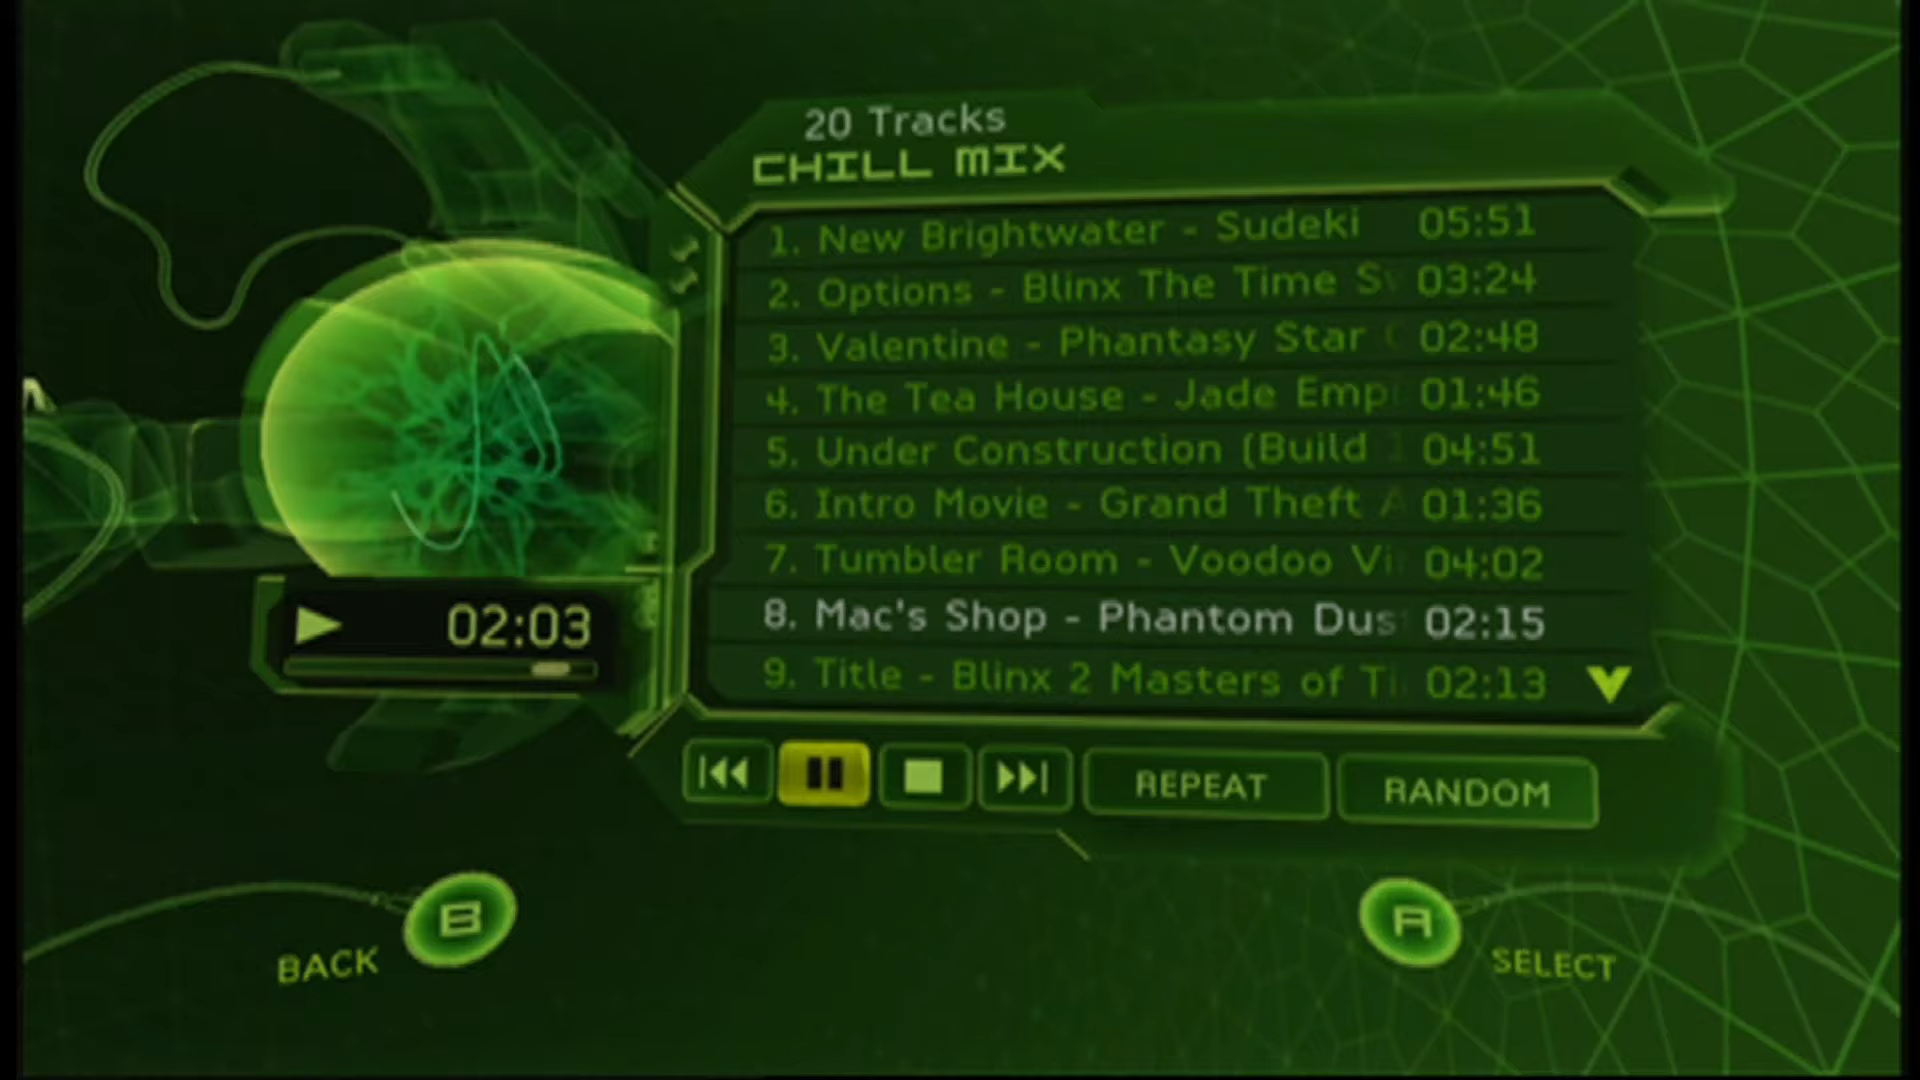 20 Tracks
CHILL MIX
1. New Brightwater - Sudeki 05:51
2. Options - Blinx The Time 03:24
3. Valentine - Phantasy Star 02:48
4. The Tea House - Jade Emp 01:46
5. Under Construction (Build 04:51
6. Intro Movie - Grand Theft 01:36
7. Tumbler Room - Voodoo Vi 04:02
8. Mac's Shop - Phantom Dus 02:15
9. Title - Blinx 2 Masters of Ti 02:13
02:03
REPEAT
RANDOM
B
BACK
A
SELECT